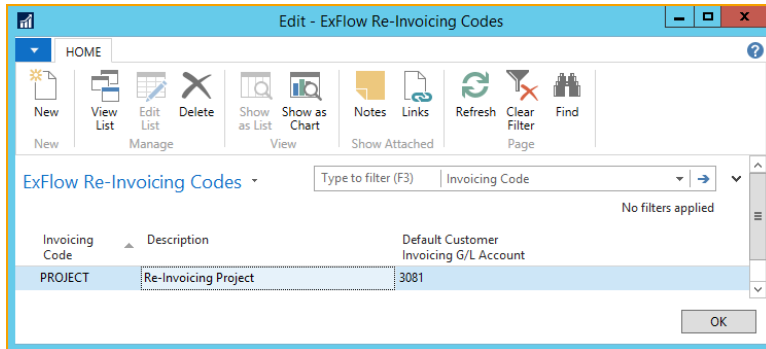 Edit - ExFlow Re-Invoicing Codes
HOME
New
View List
Edit List
Delete
Show as List
Show as Chart
Notes
Links
Refresh
Clear Filter
Find
New
Manage
View
Show Attached
Page
ExFlow Re-Invoicing Codes
Type to filter (F3)
Invoicing Code
No filters applied
Invoicing Code
Description
Default Customer
Invoicing G/L Account
PROJECT
Re-Invoicing Project
3081
OK